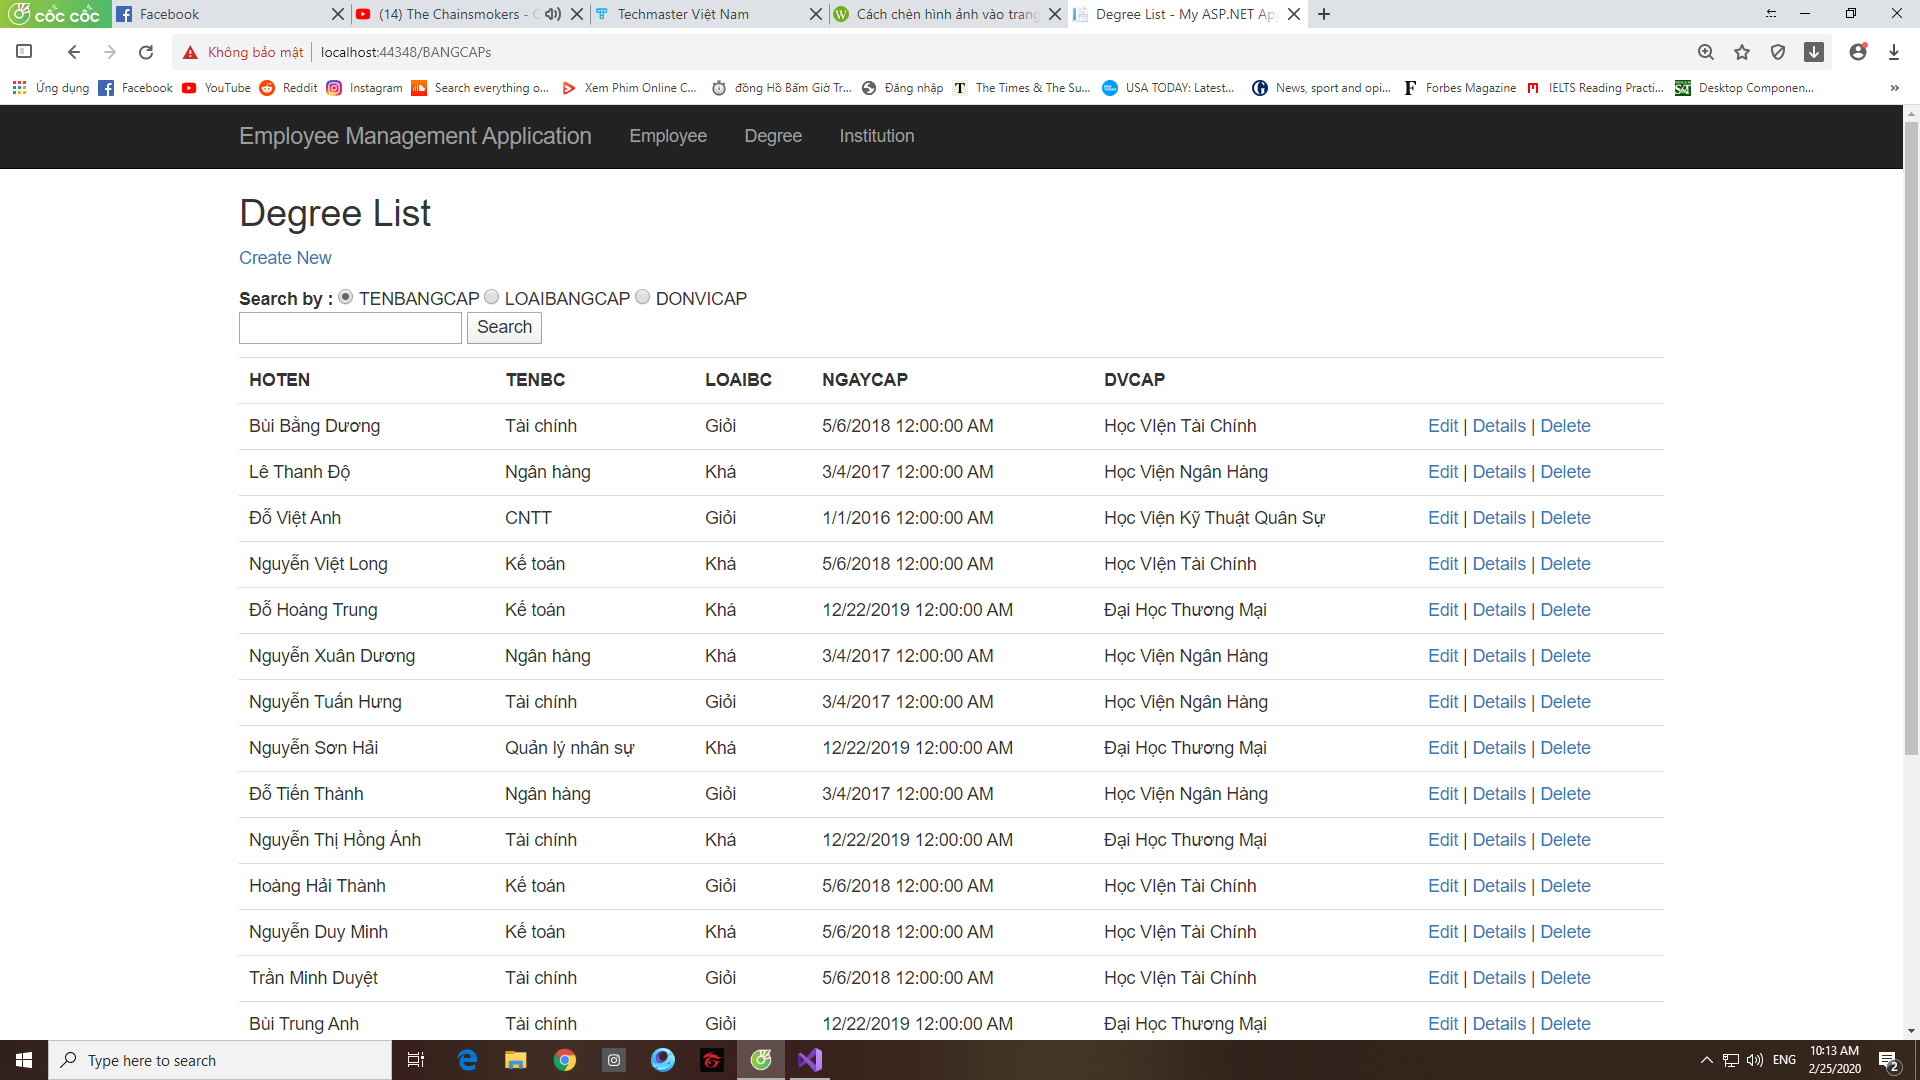 cốc cốc Facebook (14) The Chainsmokers - Techmaster Việt Nam Cách chèn hình ảnh vào trang Degree List - My ASP.NET Ap
Không bảo mật localhost:44348/BANGCAPs
Ứng dụng Facebook YouTube Reddit Instagram Search everything o... Xem Phim Online C... đồng Hồ Bấm Giờ Tr... Đăng nhập The Times & The Su... USA TODAY: Latest... News, sport and opi... Forbes Magazine IELTS Reading Practi... Desktop Componen... »
Employee Management Application Employee Degree Institution
Degree List
Create New
Search by : TENBANGCAP LOAIBANGCAP DONVICAP
Search
HOTEN TENBC LOAIBC NGAYCAP DVCAP
Bùi Bằng Dương Tài chính Giỏi 5/6/2018 12:00:00 AM Học VIện Tài Chính Edit | Details | Delete
Lê Thanh Độ Ngân hàng Khá 3/4/2017 12:00:00 AM Học Viện Ngân Hàng Edit | Details | Delete
Đỗ Việt Anh CNTT Giỏi 1/1/2016 12:00:00 AM Học Viện Kỹ Thuật Quân Sự Edit | Details | Delete
Nguyễn Việt Long Kế toán Khá 5/6/2018 12:00:00 AM Học VIện Tài Chính Edit | Details | Delete
Đỗ Hoàng Trung Kế toán Khá 12/22/2019 12:00:00 AM Đại Học Thương Mại Edit | Details | Delete
Nguyễn Xuân Dương Ngân hàng Khá 3/4/2017 12:00:00 AM Học Viện Ngân Hàng Edit | Details | Delete
Nguyễn Tuấn Hưng Tài chính Giỏi 3/4/2017 12:00:00 AM Học Viện Ngân Hàng Edit | Details | Delete
Nguyễn Sơn Hải Quản lý nhân sự Khá 12/22/2019 12:00:00 AM Đại Học Thương Mại Edit | Details | Delete
Đỗ Tiến Thành Ngân hàng Giỏi 3/4/2017 12:00:00 AM Học Viện Ngân Hàng Edit | Details | Delete
Nguyễn Thị Hồng Ánh Tài chính Khá 12/22/2019 12:00:00 AM Đại Học Thương Mại Edit | Details | Delete
Hoàng Hải Thành Kế toán Giỏi 5/6/2018 12:00:00 AM Học VIện Tài Chính Edit | Details | Delete
Nguyễn Duy Minh Kế toán Khá 5/6/2018 12:00:00 AM Học VIện Tài Chính Edit | Details | Delete
Trần Minh Duyệt Tài chính Giỏi 5/6/2018 12:00:00 AM Học VIện Tài Chính Edit | Details | Delete
Bùi Trung Anh Tài chính Giỏi 12/22/2019 12:00:00 AM Đại Học Thương Mại Edit | Details | Delete
Type here to search ENG 10:13 AM
2/25/2020 2